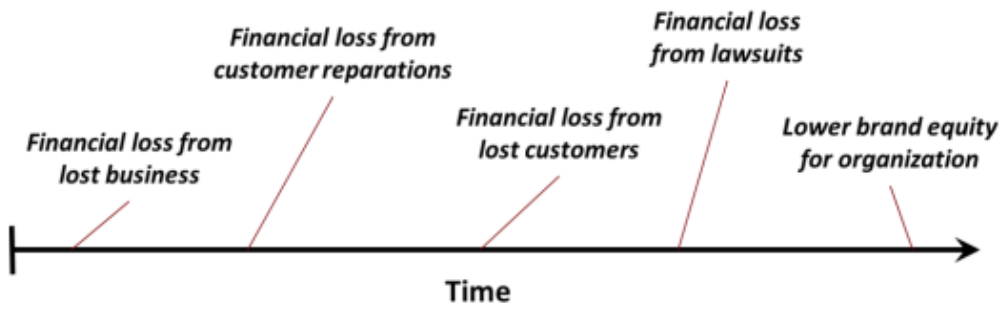 Financial loss from
lost business
Financial loss from
customer reparations
Financial loss from
lost customers
Financial loss
from lawsuits
Lower brand equity
for organization
Time